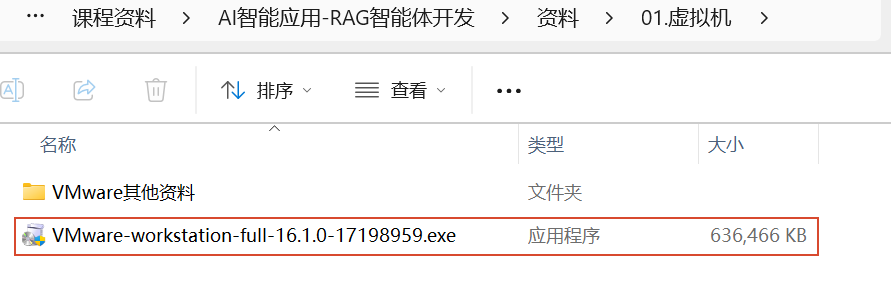 ··· 课程资料 > AI智能应用-RAG智能体开发 > 资料 > 01.虚拟机 >
A 排序 查看 ···
名称 类型 大小
VMware其他资料 文件夹
VMware-workstation-full-16.1.0-17198959.exe 应用程序 636,466 KB